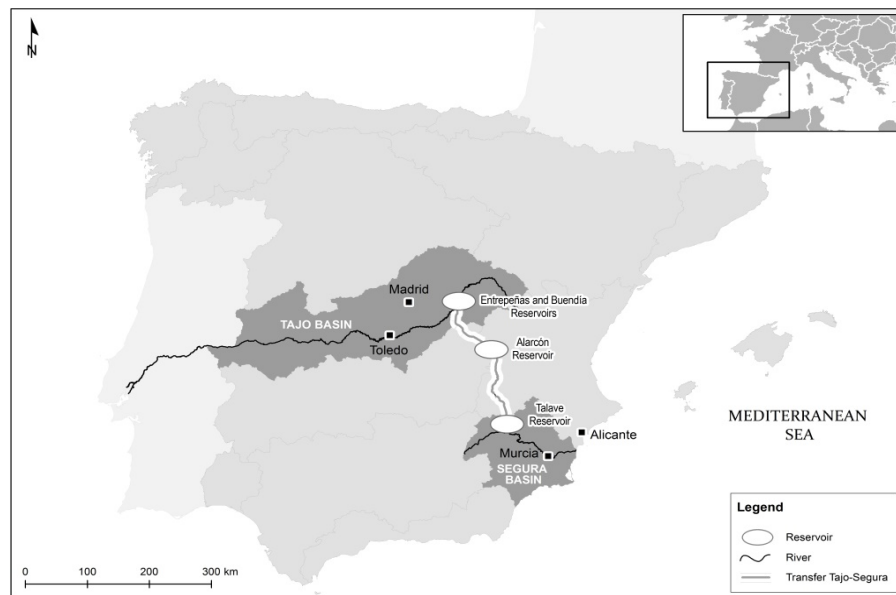 N
Madrid
Entrepeñas and Buendía
Reservoirs
TAJO BASIN
Toledo
Alarcón
Reservoir
Talave
Reservoir
MEDITERRANEAN
SEA
Alicante
Murcia
SEGURA
BASIN
Legend
Reservoir
River
Transfer Tajo-Segura
0 100 200 300 km